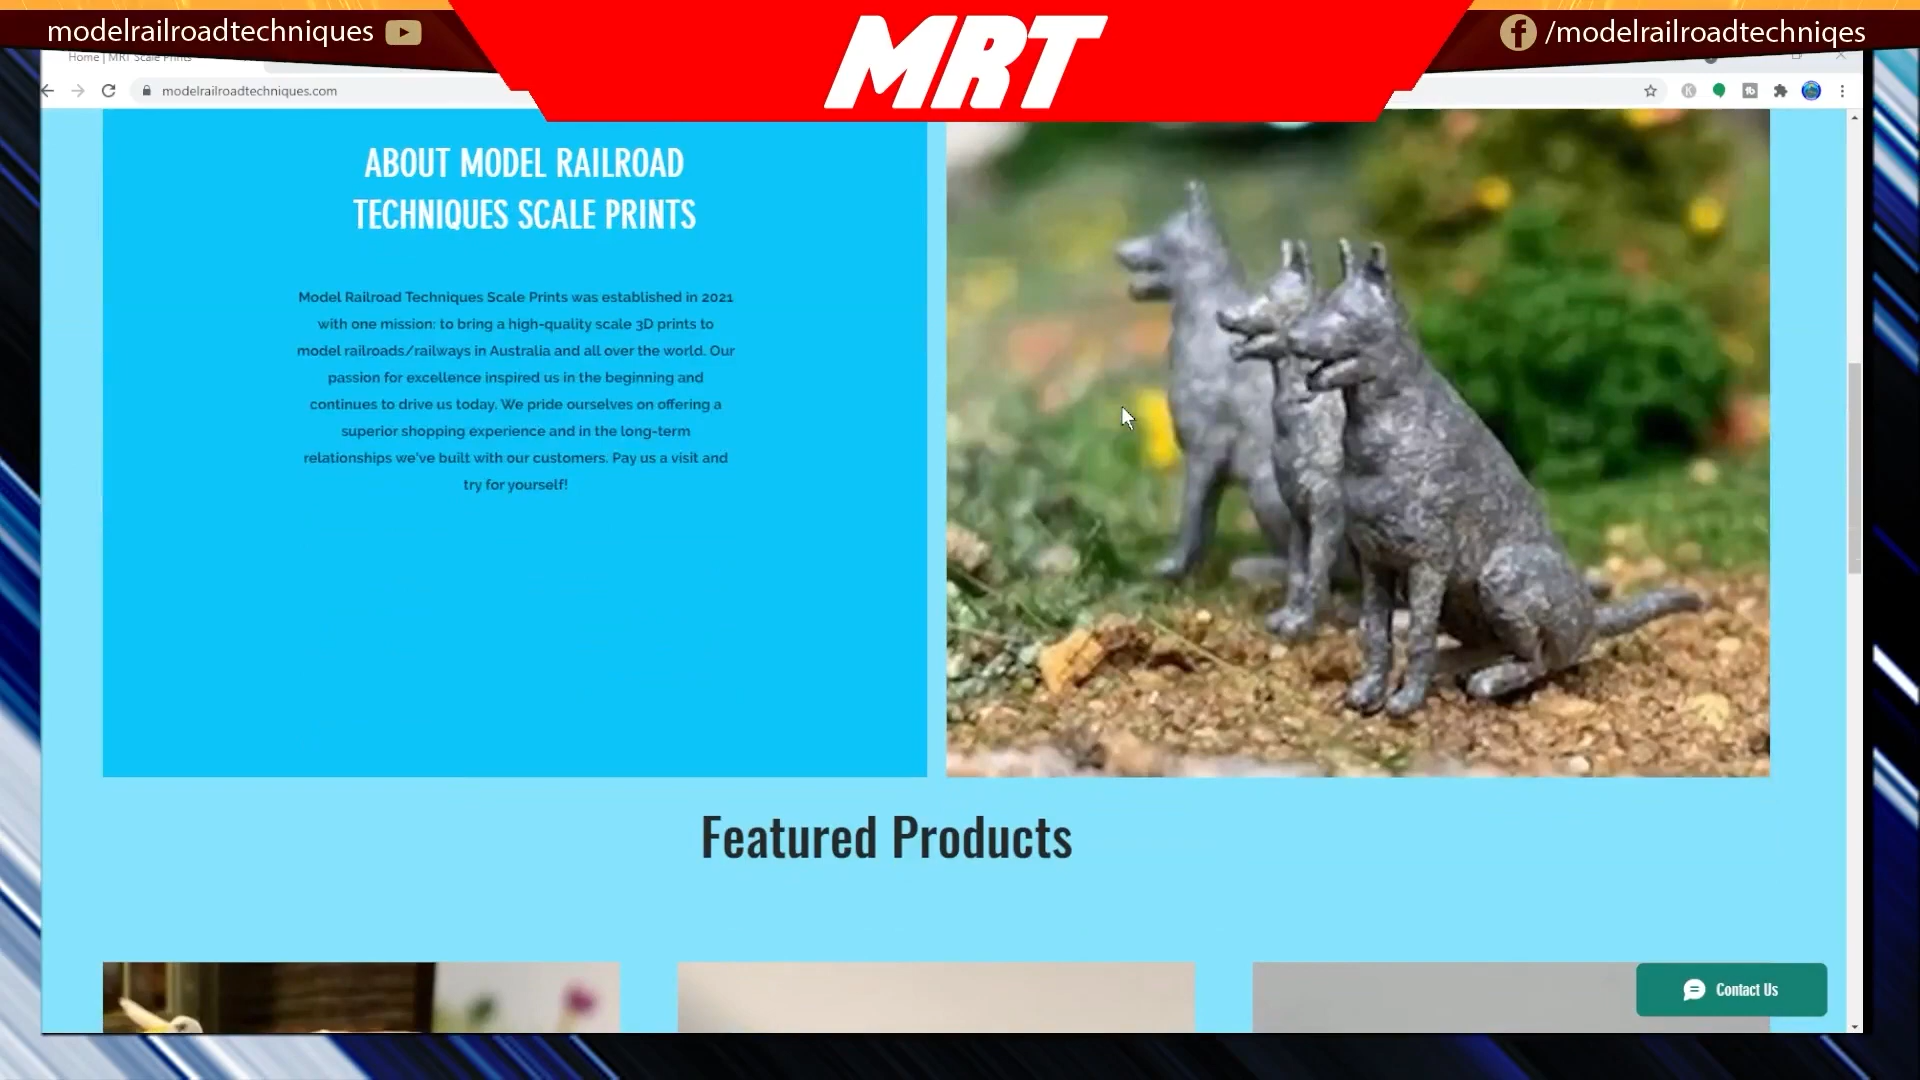 modelrailroadtechniques
MRT
/modelrailroadtechniqes
Home | MRT Scale Prints
modelrailroadtechniques.com
ABOUT MODEL RAILROAD
TECHNIQUES SCALE PRINTS
Model Railroad Techniques Scale Prints was established in 2021
with one mission: to bring a high-quality scale 3D prints to
model railroads/railways in Australia and all over the world. Our
passion for excellence inspired us in the beginning and
continues to drive us today. We pride ourselves on offering a
superior shopping experience and in the long-term
relationships we've built with our customers. Pay us a visit and
try for yourself!
Featured Products
Contact Us